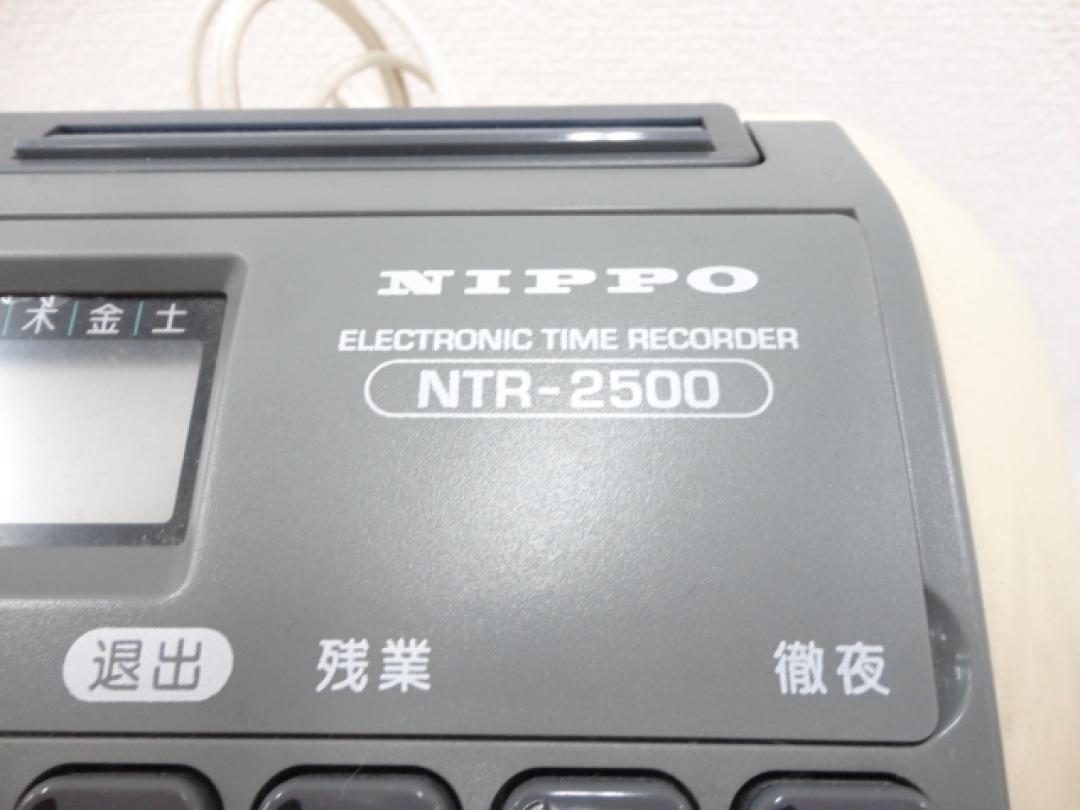 NIPPO
ELECTRONIC TIME RECORDER
NTR-2500
木 | 金 | 土
退出 残業 徹夜